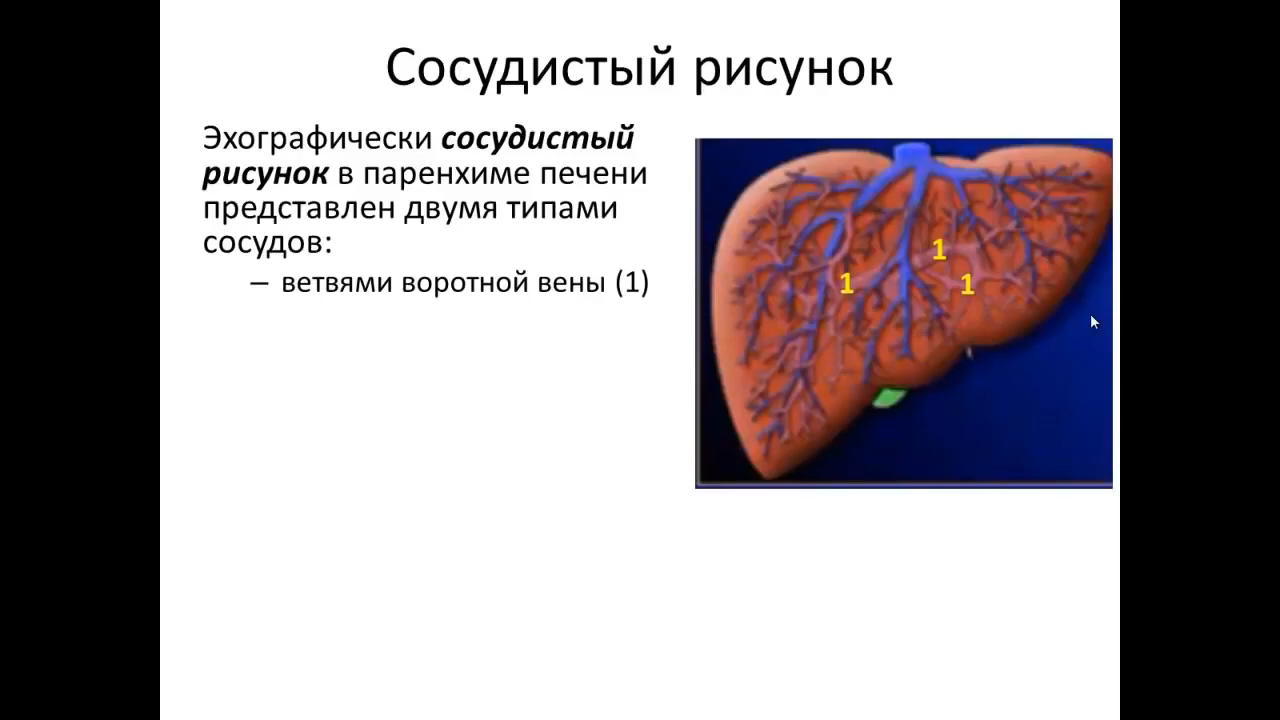 Сосудистый рисунок
Эхографически сосудистый
рисунок в паренхиме печени
представлен двумя типами
сосудов:
– ветвями воротной вены (1)
1
1
1